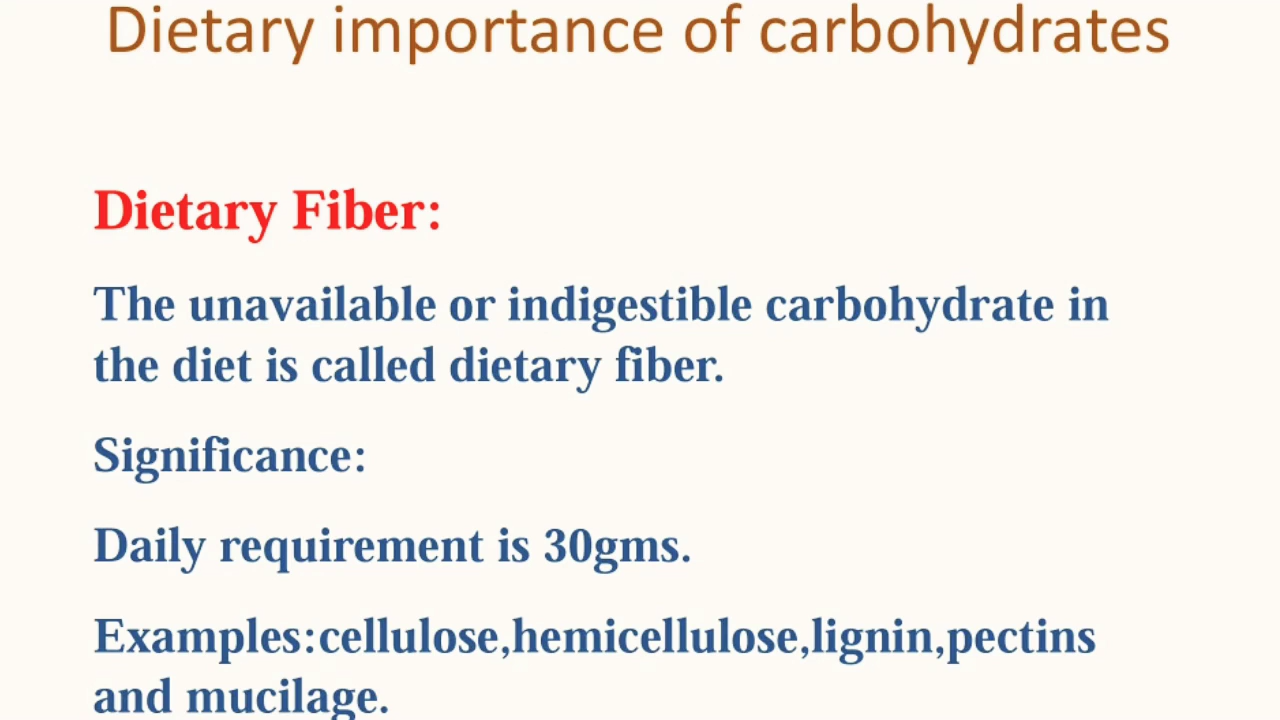 Dietary importance of carbohydrates
Dietary Fiber:
The unavailable or indigestible carbohydrate in
the diet is called dietary fiber.
Significance:
Daily requirement is 30gms.
Examples:cellulose,hemicellulose,lignin,pectins
and mucilage.